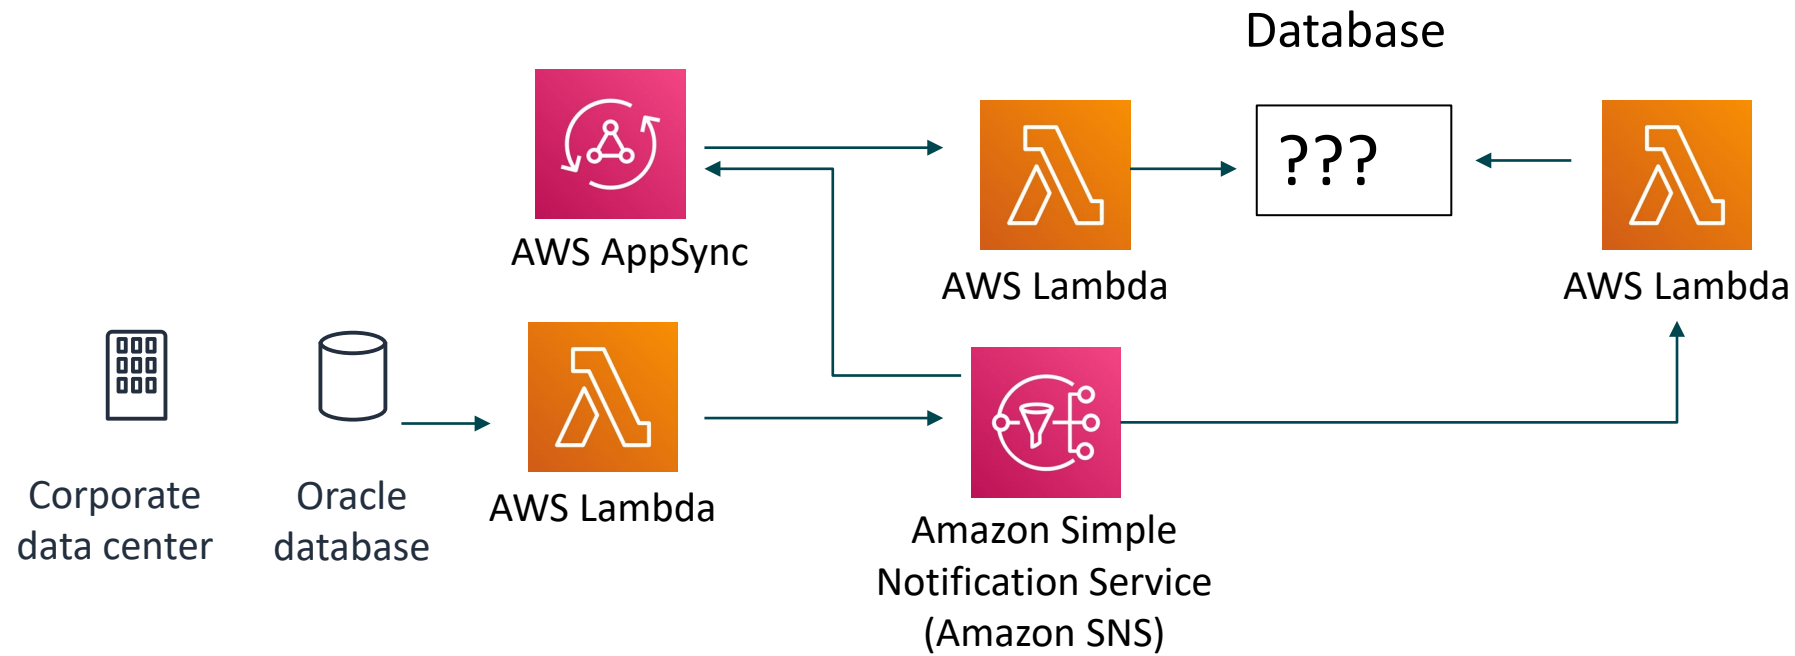 Database
???
AWS AppSync
AWS Lambda
AWS Lambda
Corporate
data center
Oracle
database
AWS Lambda
Amazon Simple
Notification Service
(Amazon SNS)